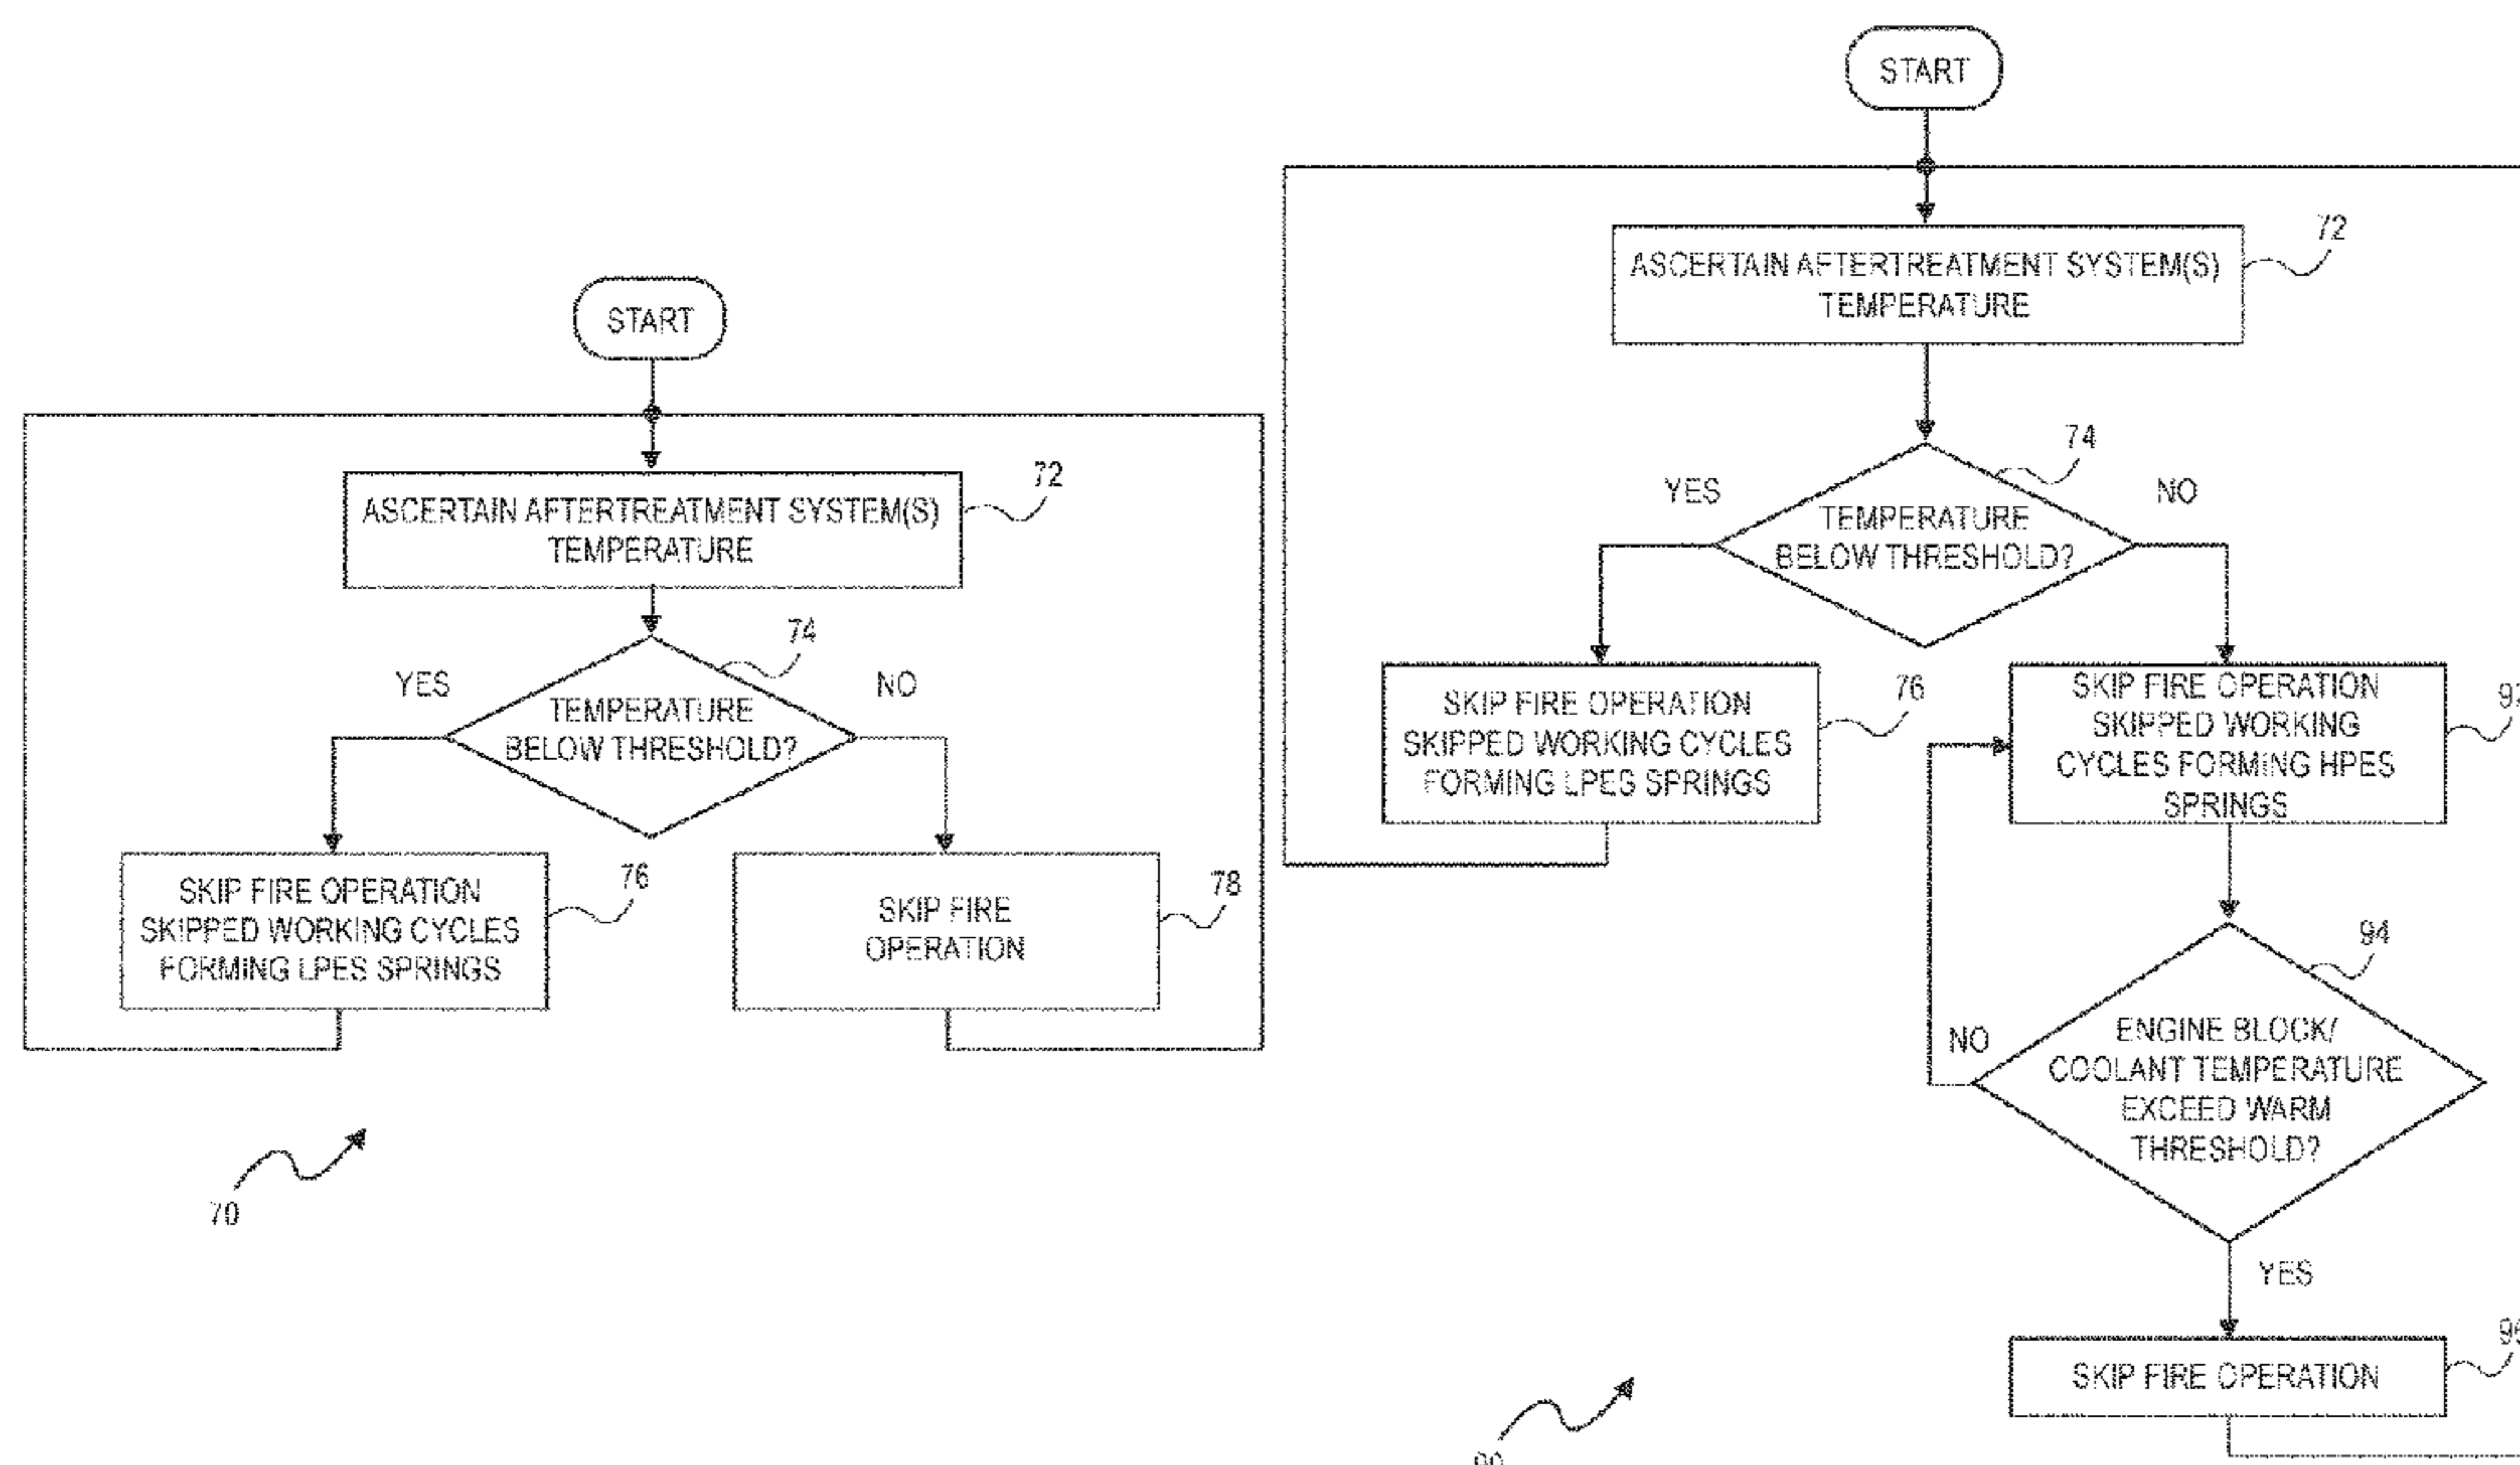 START
72
ASCERTAIN AFTERTREATMENT SYSTEM(S)
TEMPERATURE
74
YES
NO
TEMPERATURE
BELOW THRESHOLD?
76
SKIP FIRE OPERATION
SKIPPED WORKING CYCLES
FORMING LPES SPRINGS
78
SKIP FIRE
OPERATION
70
START
72
ASCERTAIN AFTERTREATMENT SYSTEM(S)
TEMPERATURE
74
YES
NO
TEMPERATURE
BELOW THRESHOLD?
76
SKIP FIRE OPERATION
SKIPPED WORKING CYCLES
FORMING LPES SPRINGS
SKIP FIRE OPERATION
SKIPPED WORKING
CYCLES FORMING HPES
SPRINGS
94
NO
ENGINE BLOCK/
COOLANT TEMPERATURE
EXCEED WARM
THRESHOLD?
YES
SKIP FIRE OPERATION